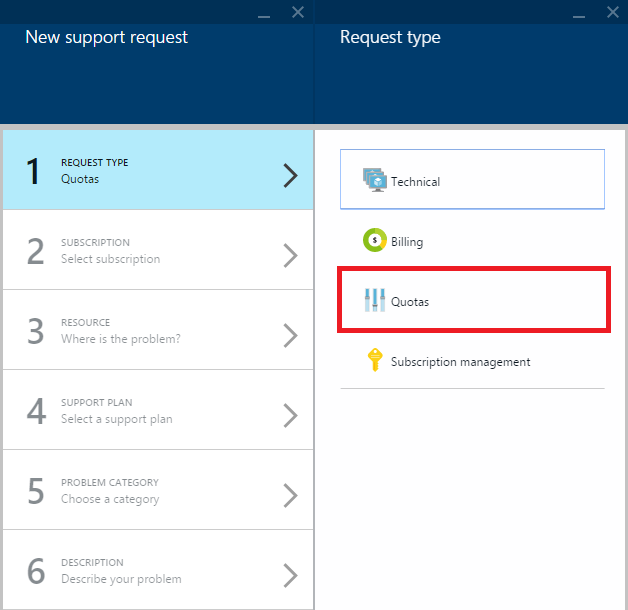 New support request
1
REQUEST TYPE
Quotas
2
SUBSCRIPTION
Select subscription
3
RESOURCE
Where is the problem?
4
SUPPORT PLAN
Select a support plan
5
PROBLEM CATEGORY
Choose a category
6
DESCRIPTION
Describe your problem
Request type
Technical
$
Billing
Quotas
Subscription management